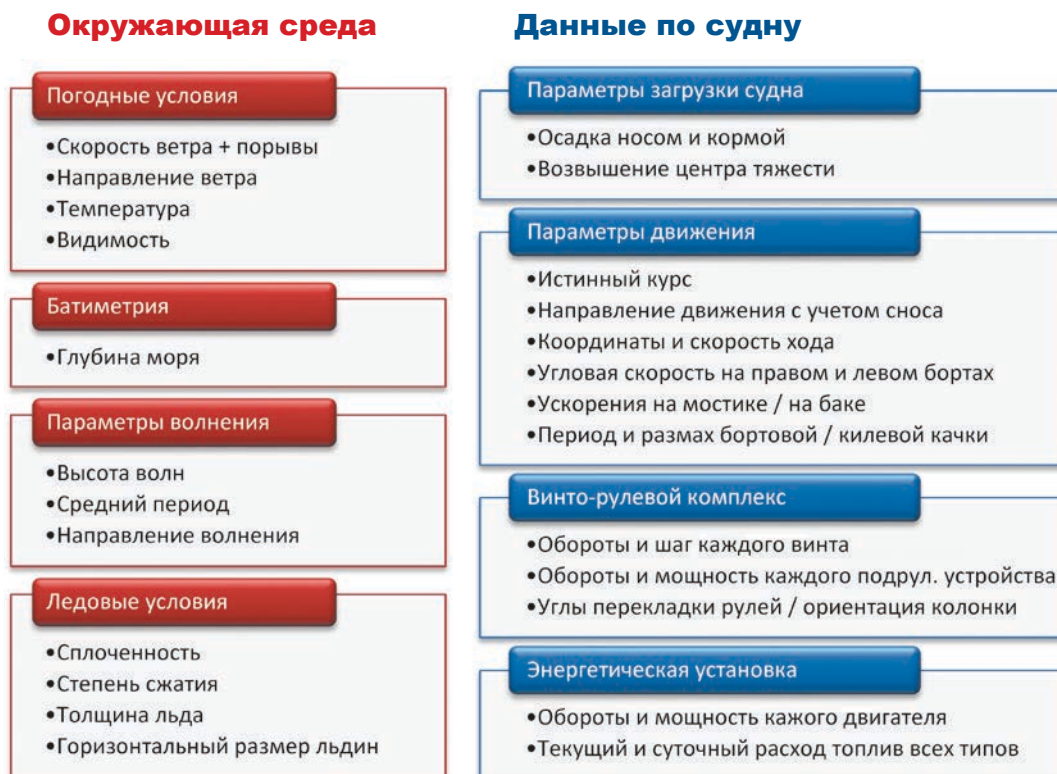 Окружающая среда
Погодные условия
•Скорость ветра + порывы
•Направление ветра
•Температура
•Видимость
Батиметрия
•Глубина моря
Параметры волнения
•Высота волн
•Средний период
•Направление волнения
Ледовые условия
•Сплоченность
•Степень сжатия
•Толщина льда
•Горизонтальный размер льдин
Данные по судну
Параметры загрузки судна
•Осадка носом и кормой
•Возвышение центра тяжести
Параметры движения
•Истинный курс
•Направление движения с учетом сноса
•Координаты и скорость хода
•Угловая скорость на правом и левом бортах
•Ускорения на мостике / на баке
•Период и размах бортовой / килевой качки
Винто-рулевой комплекс
•Обороты и шаг каждого винта
•Обороты и мощность каждого подрул. устройства
•Углы перекладки рулей / ориентация колонки
Энергетическая установка
•Обороты и мощность кажого двигателя
•Текущий и суточный расход топлив всех типов